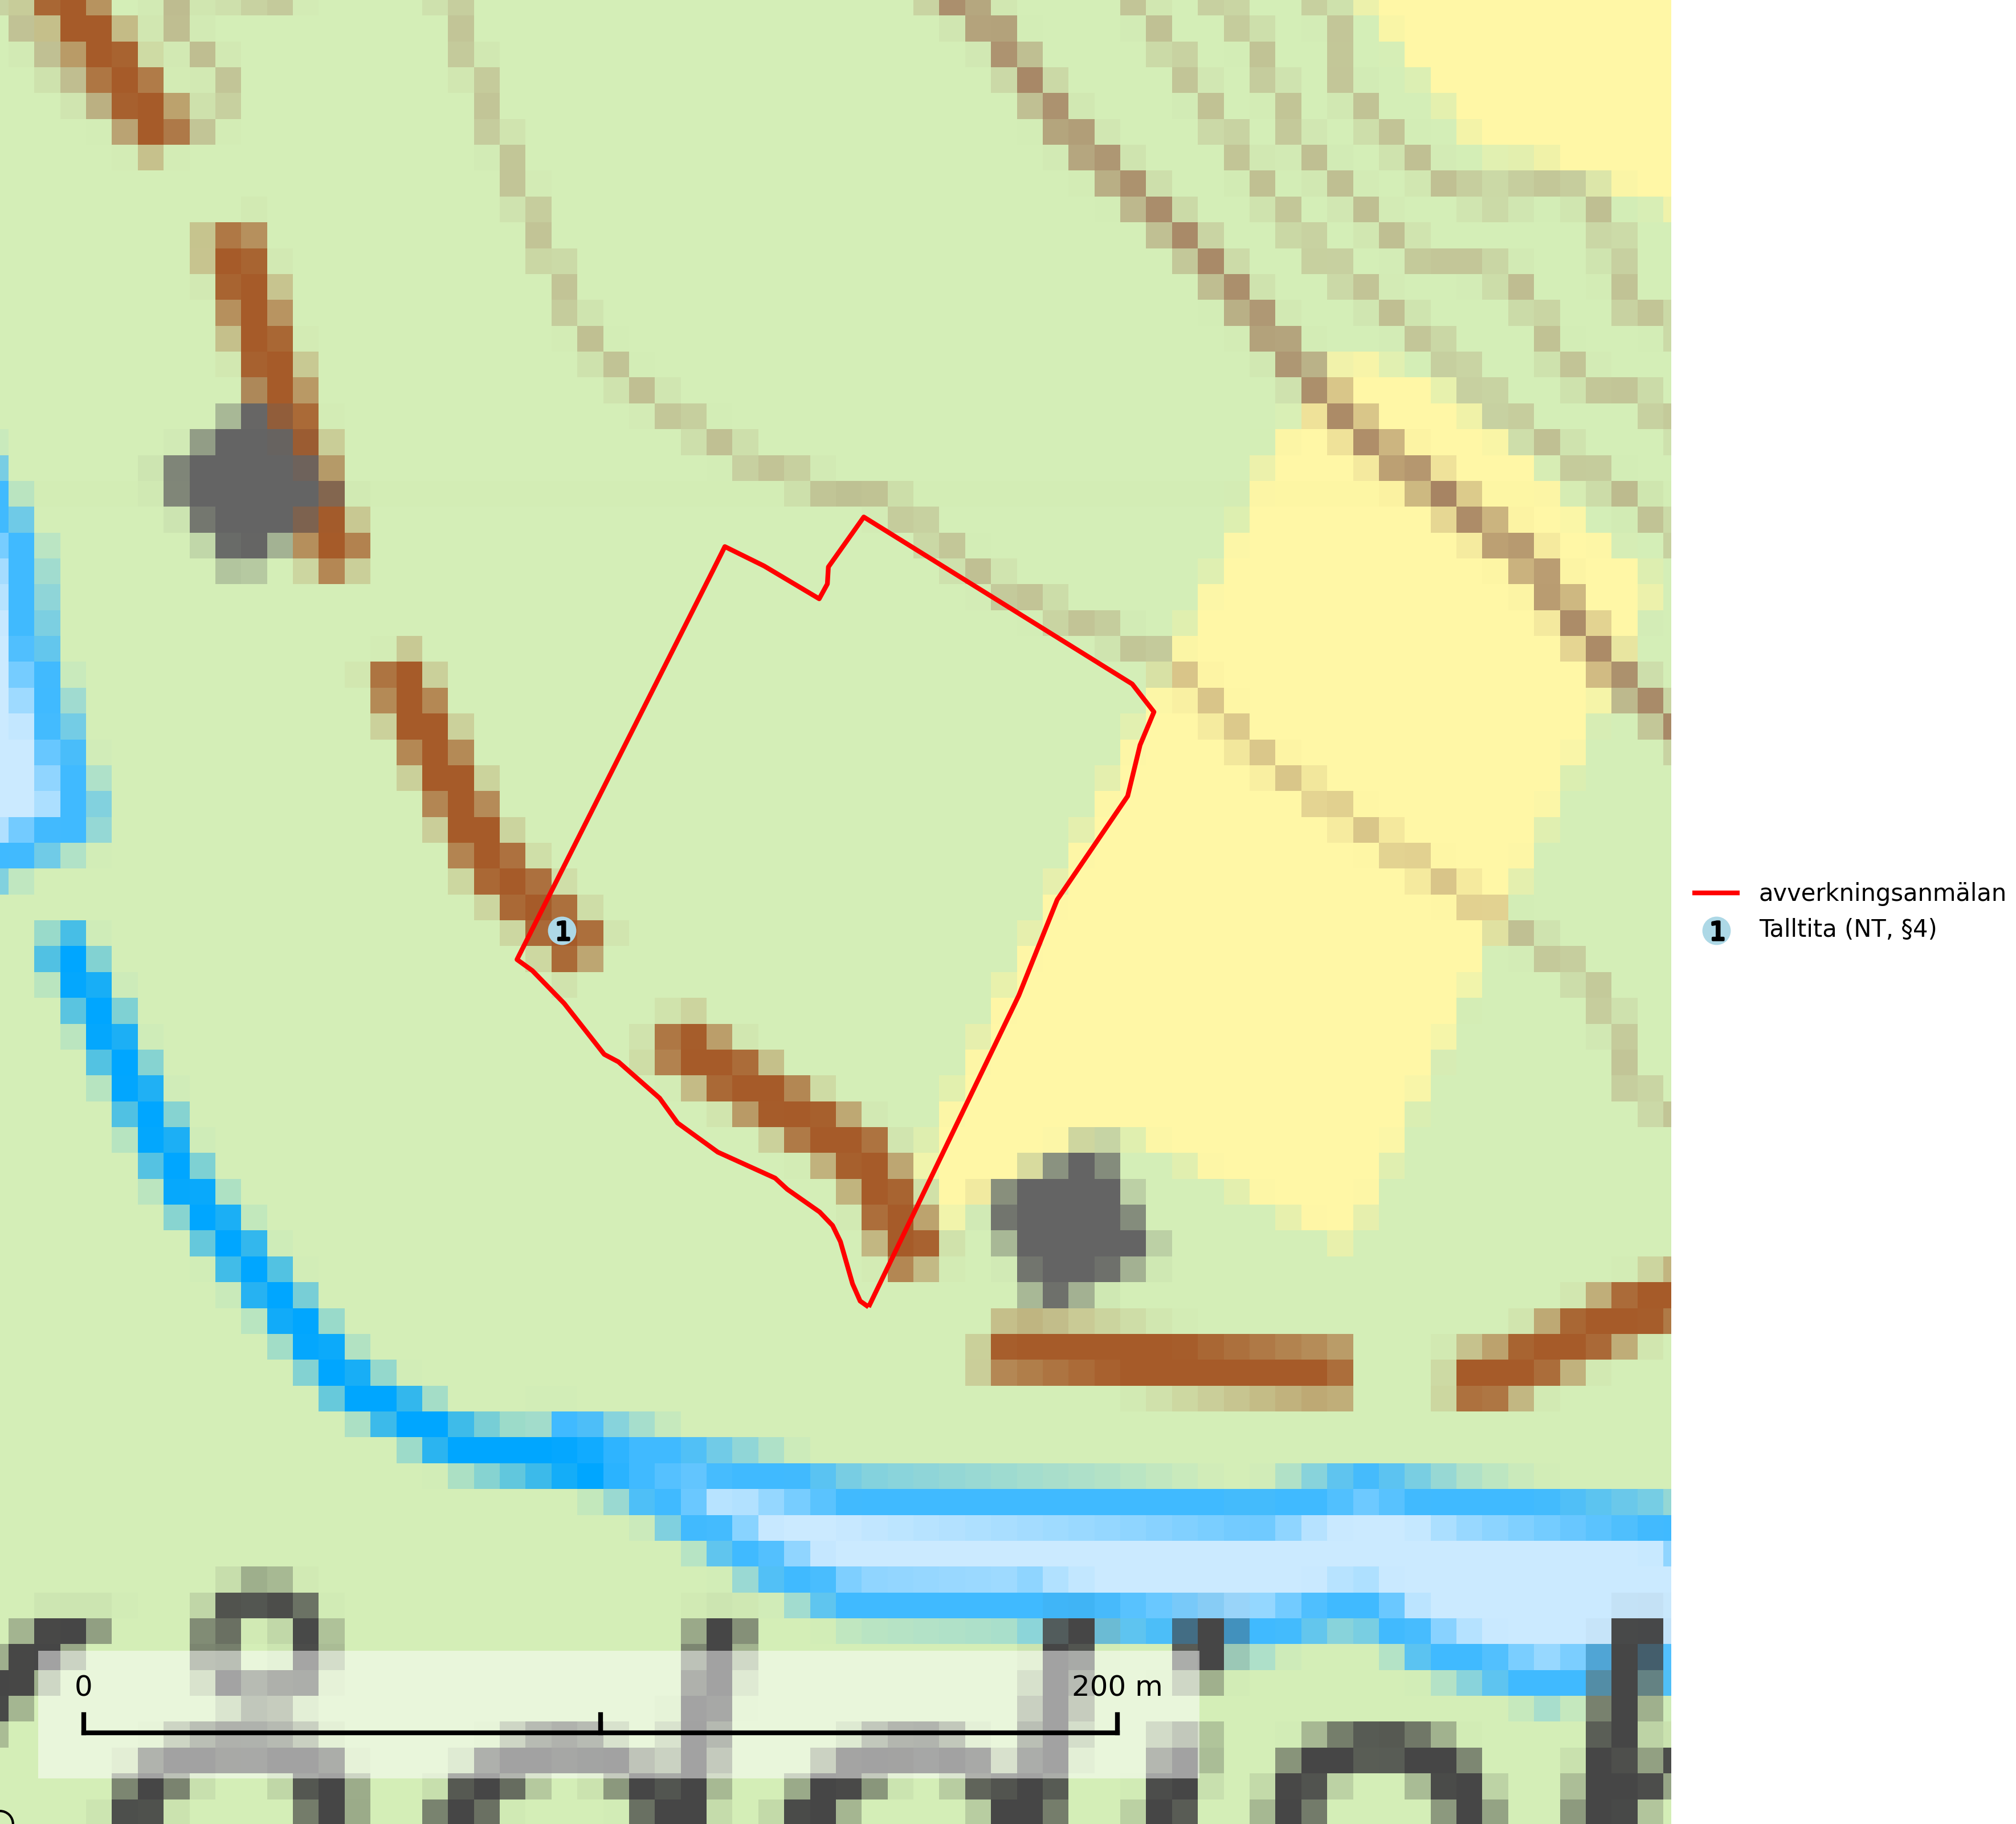 1
avverkningsanmälan
1 Talltita (NT, §4)
0 200 m